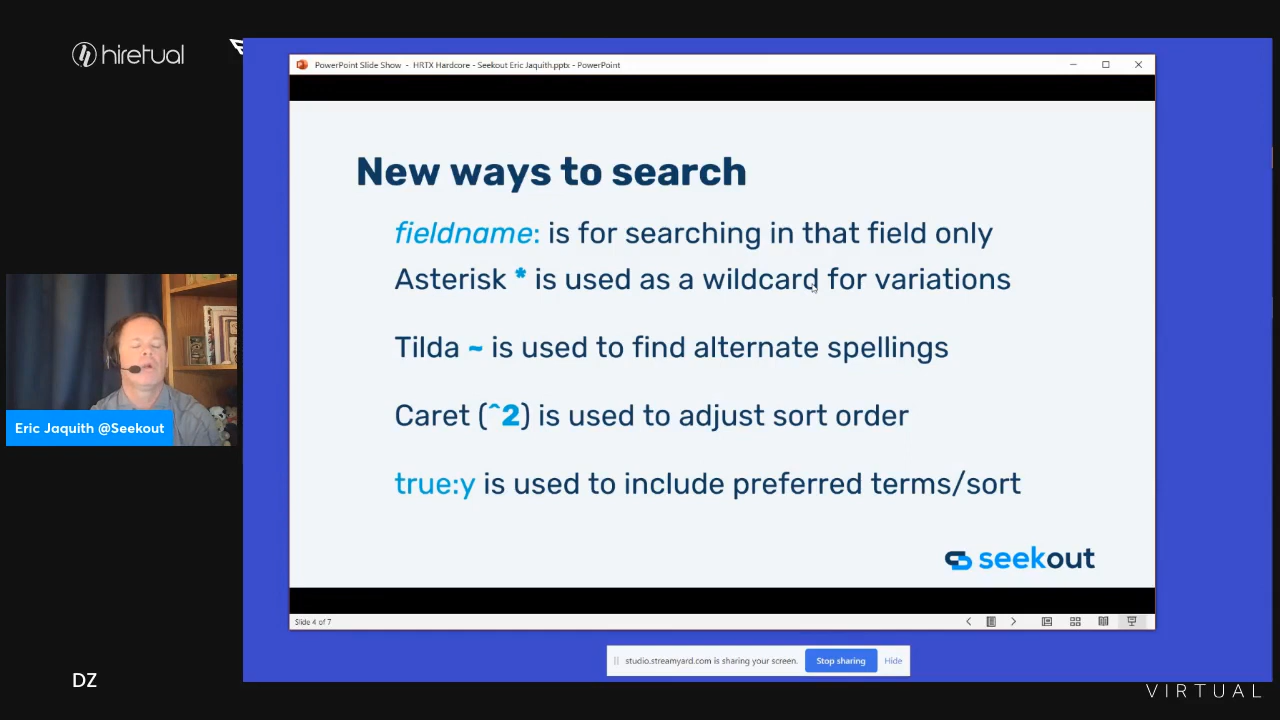 hiretual
PowerPoint Slide Show - HRTX Hardcore - Seekout Eric Jaquith.pptx - PowerPoint
New ways to search
fieldname: is for searching in that field only
Asterisk * is used as a wildcard for variations
Tilda ~ is used to find alternate spellings
Caret (^2) is used to adjust sort order
true:y is used to include preferred terms/sort
seekout
Eric Jaquith @Seekout
Slide 4 of 7
studio.streamyard.com is sharing your screen.
Stop sharing
Hide
DZ
VIRTUAL